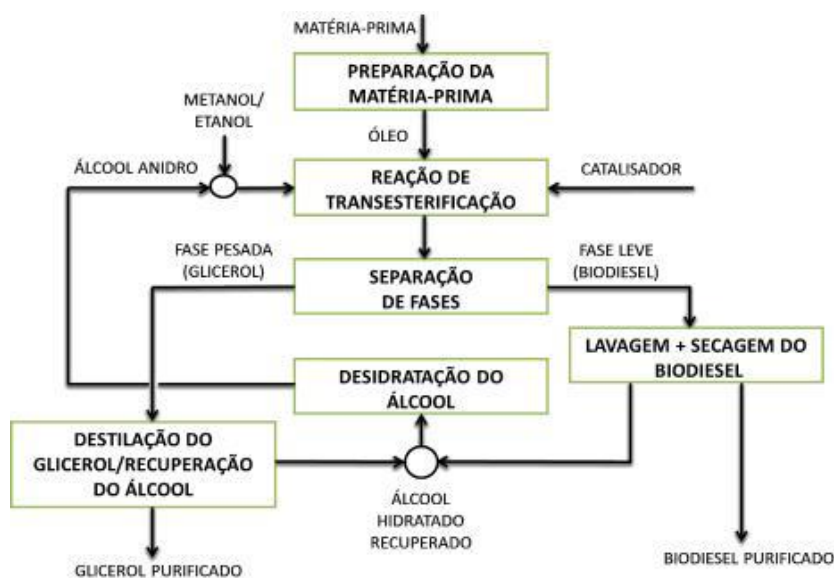 MATÉRIA-PRIMA
PREPARAÇÃO DA
MATÉRIA-PRIMA
METANOL/
ETANOL
ÓLEO
ÁLCOOL ANIDRO
REAÇÃO DE
TRANSESTERIFICAÇÃO
CATALISADOR
FASE PESADA
(GLICEROL)
SEPARAÇÃO
DE FASES
FASE LEVE
(BIODIESEL)
LAVAGEM + SECAGEM DO
BIODIESEL
DESIDRATAÇÃO DO
ÁLCOOL
DESTILAÇÃO DO
GLICEROL/RECUPERAÇÃO
DO ÁLCOOL
ÁLCOOL
HIDRATADO
RECUPERADO
GLICEROL PURIFICADO
BIODIESEL PURIFICADO